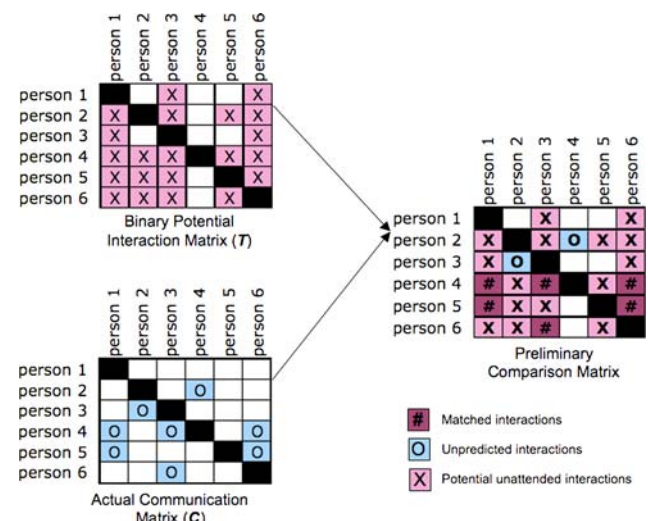 person 1 person 2 person 3 person 4 person 5 person 6
person 1 X X
person 2 X X X X
person 3 X X
person 4 X X X X X
person 5 X X X X
person 6 X X X X
Binary Potential
Interaction Matrix (T)
person 1 person 2 person 3 person 4 person 5 person 6
person 1
person 2 O
person 3 O
person 4 O O O
person 5 O O
person 6 O
Actual Communication
Matrix (C)
person 1 person 2 person 3 person 4 person 5 person 6
person 1 X X
person 2 X X O X X
person 3 X O X
person 4 # X # X #
person 5 # X X #
person 6 X X # X
Preliminary
Comparison Matrix
# Matched interactions
O Unpredicted interactions
X Potential unattended interactions